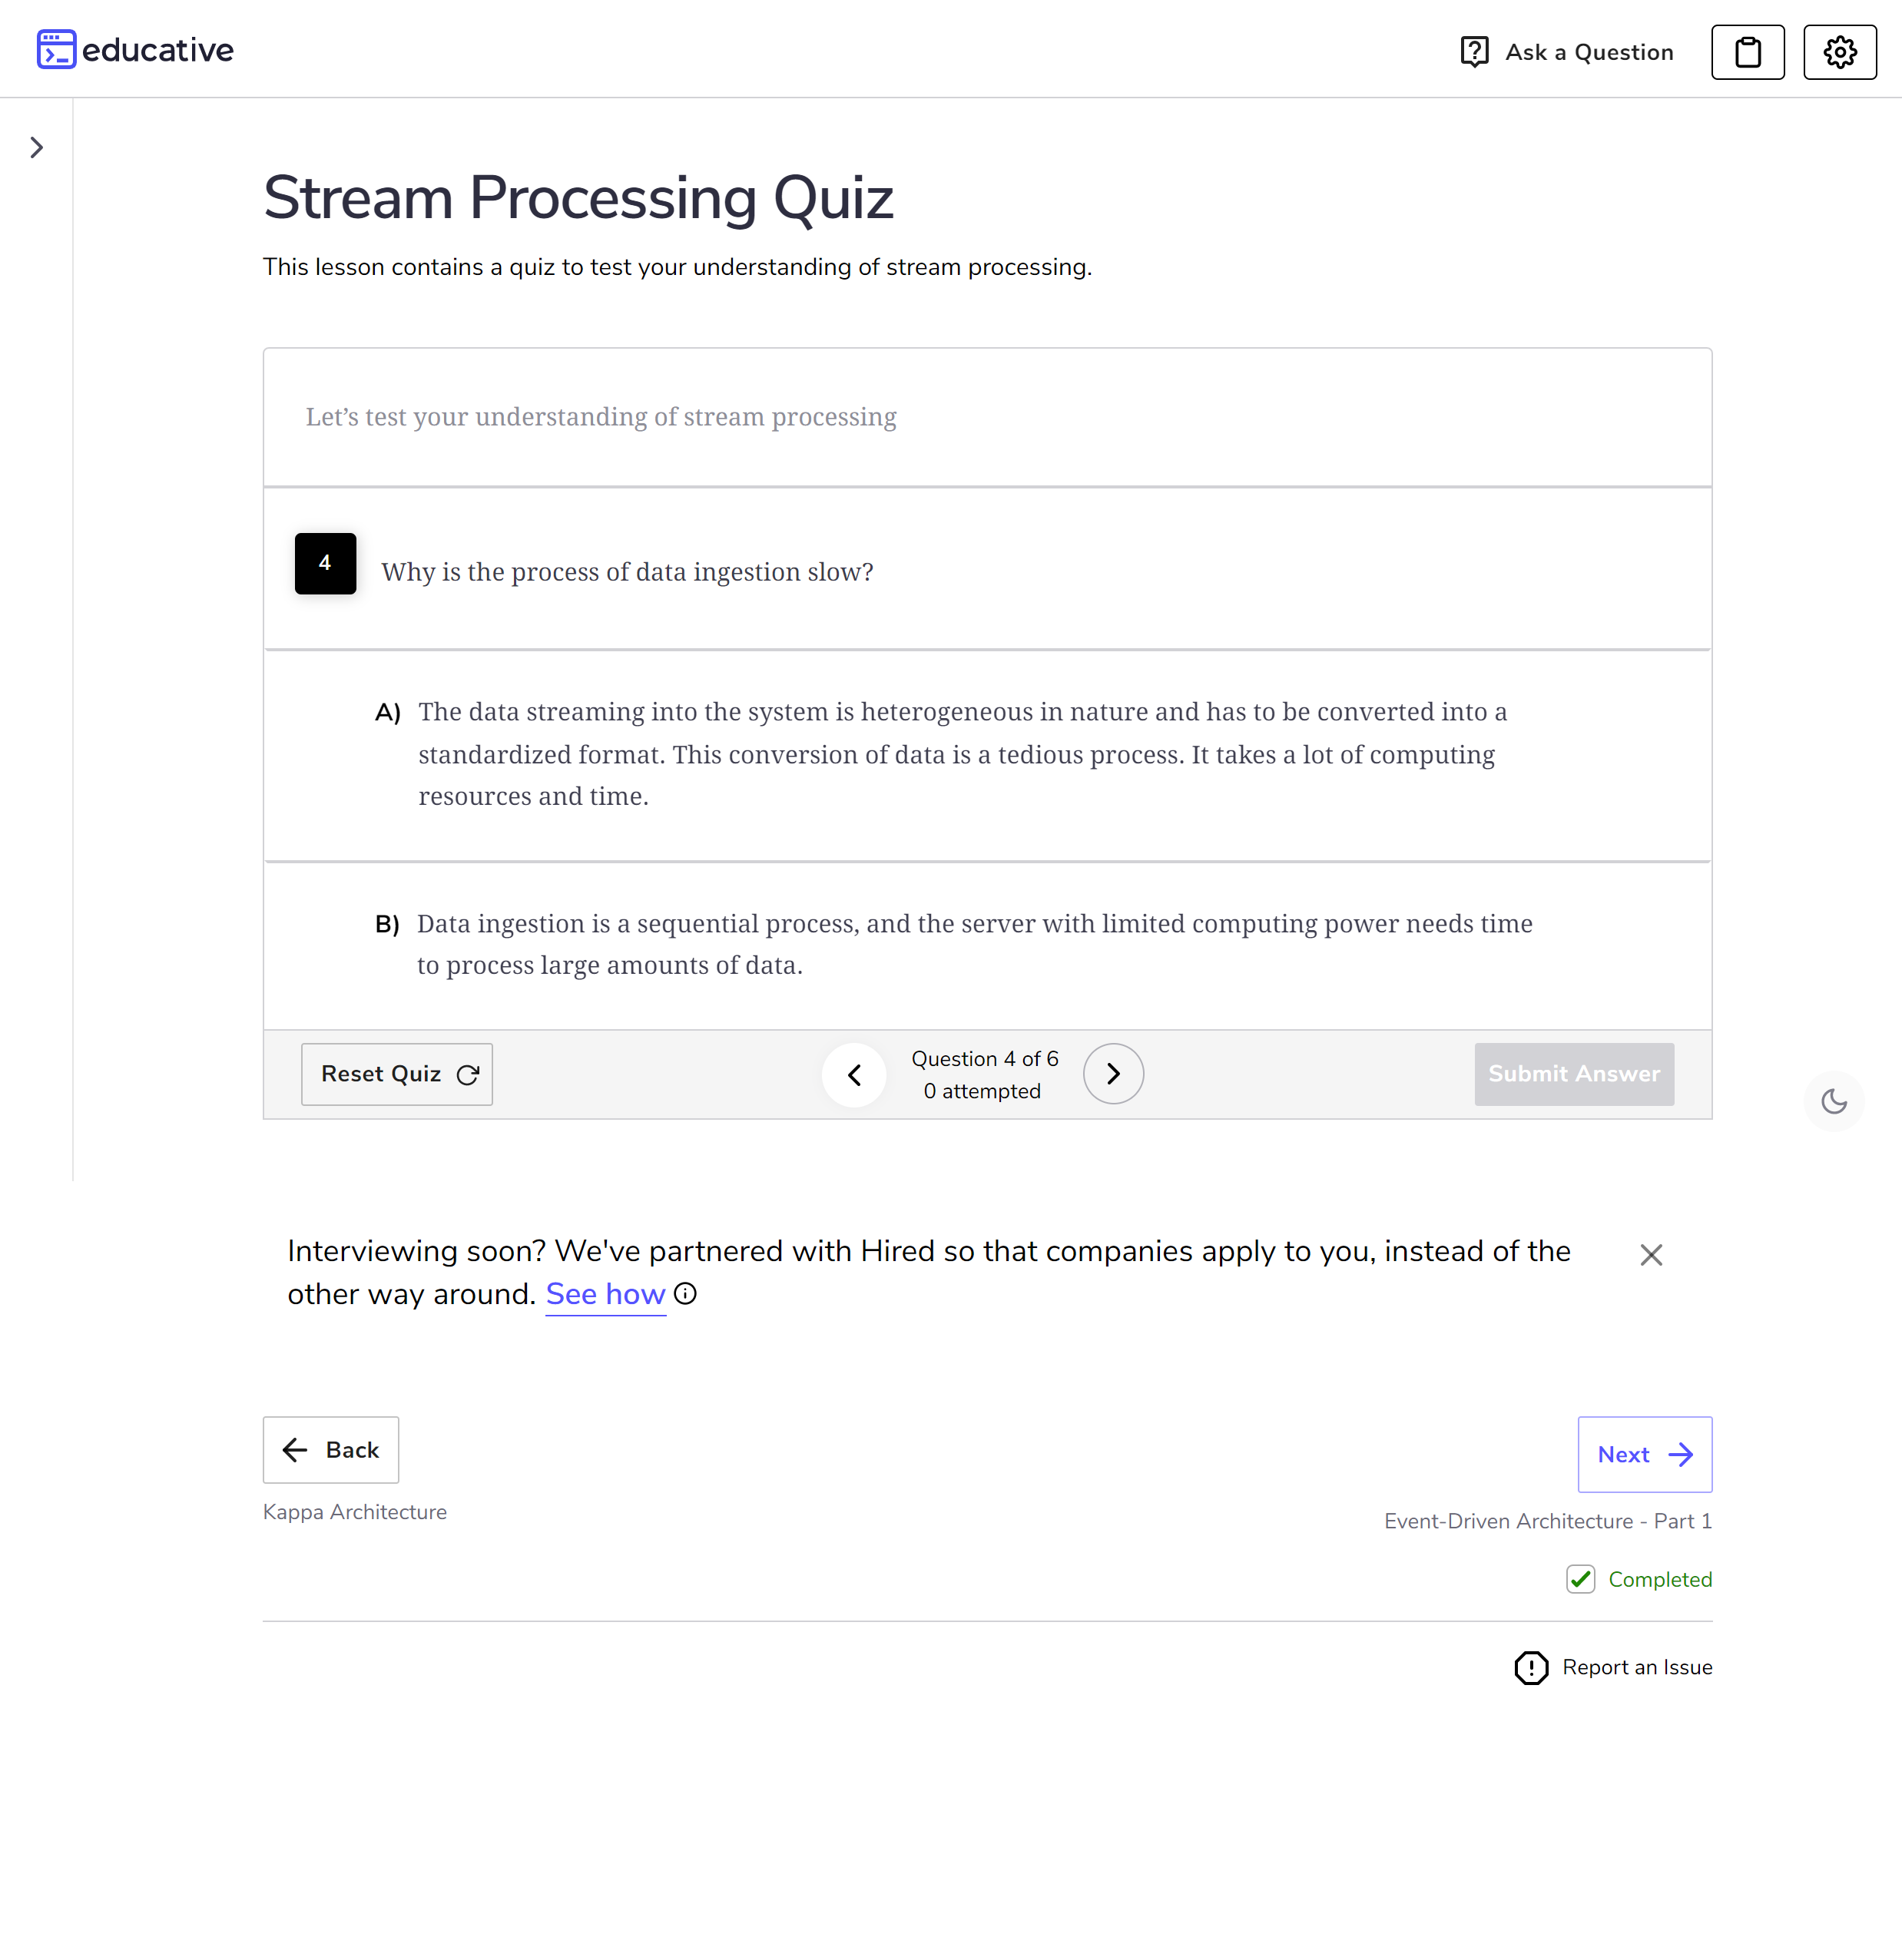 educative
Ask a Question
Stream Processing Quiz
This lesson contains a quiz to test your understanding of stream processing.
Let’s test your understanding of stream processing
4
Why is the process of data ingestion slow?
A) The data streaming into the system is heterogeneous in nature and has to be converted into a
standardized format. This conversion of data is a tedious process. It takes a lot of computing
resources and time.
B) Data ingestion is a sequential process, and the server with limited computing power needs time
to process large amounts of data.
Reset Quiz
Question 4 of 6
0 attempted
Submit Answer
Interviewing soon? We've partnered with Hired so that companies apply to you, instead of the
other way around. See how
Back
Next
Kappa Architecture
Event-Driven Architecture - Part 1
Completed
Report an Issue